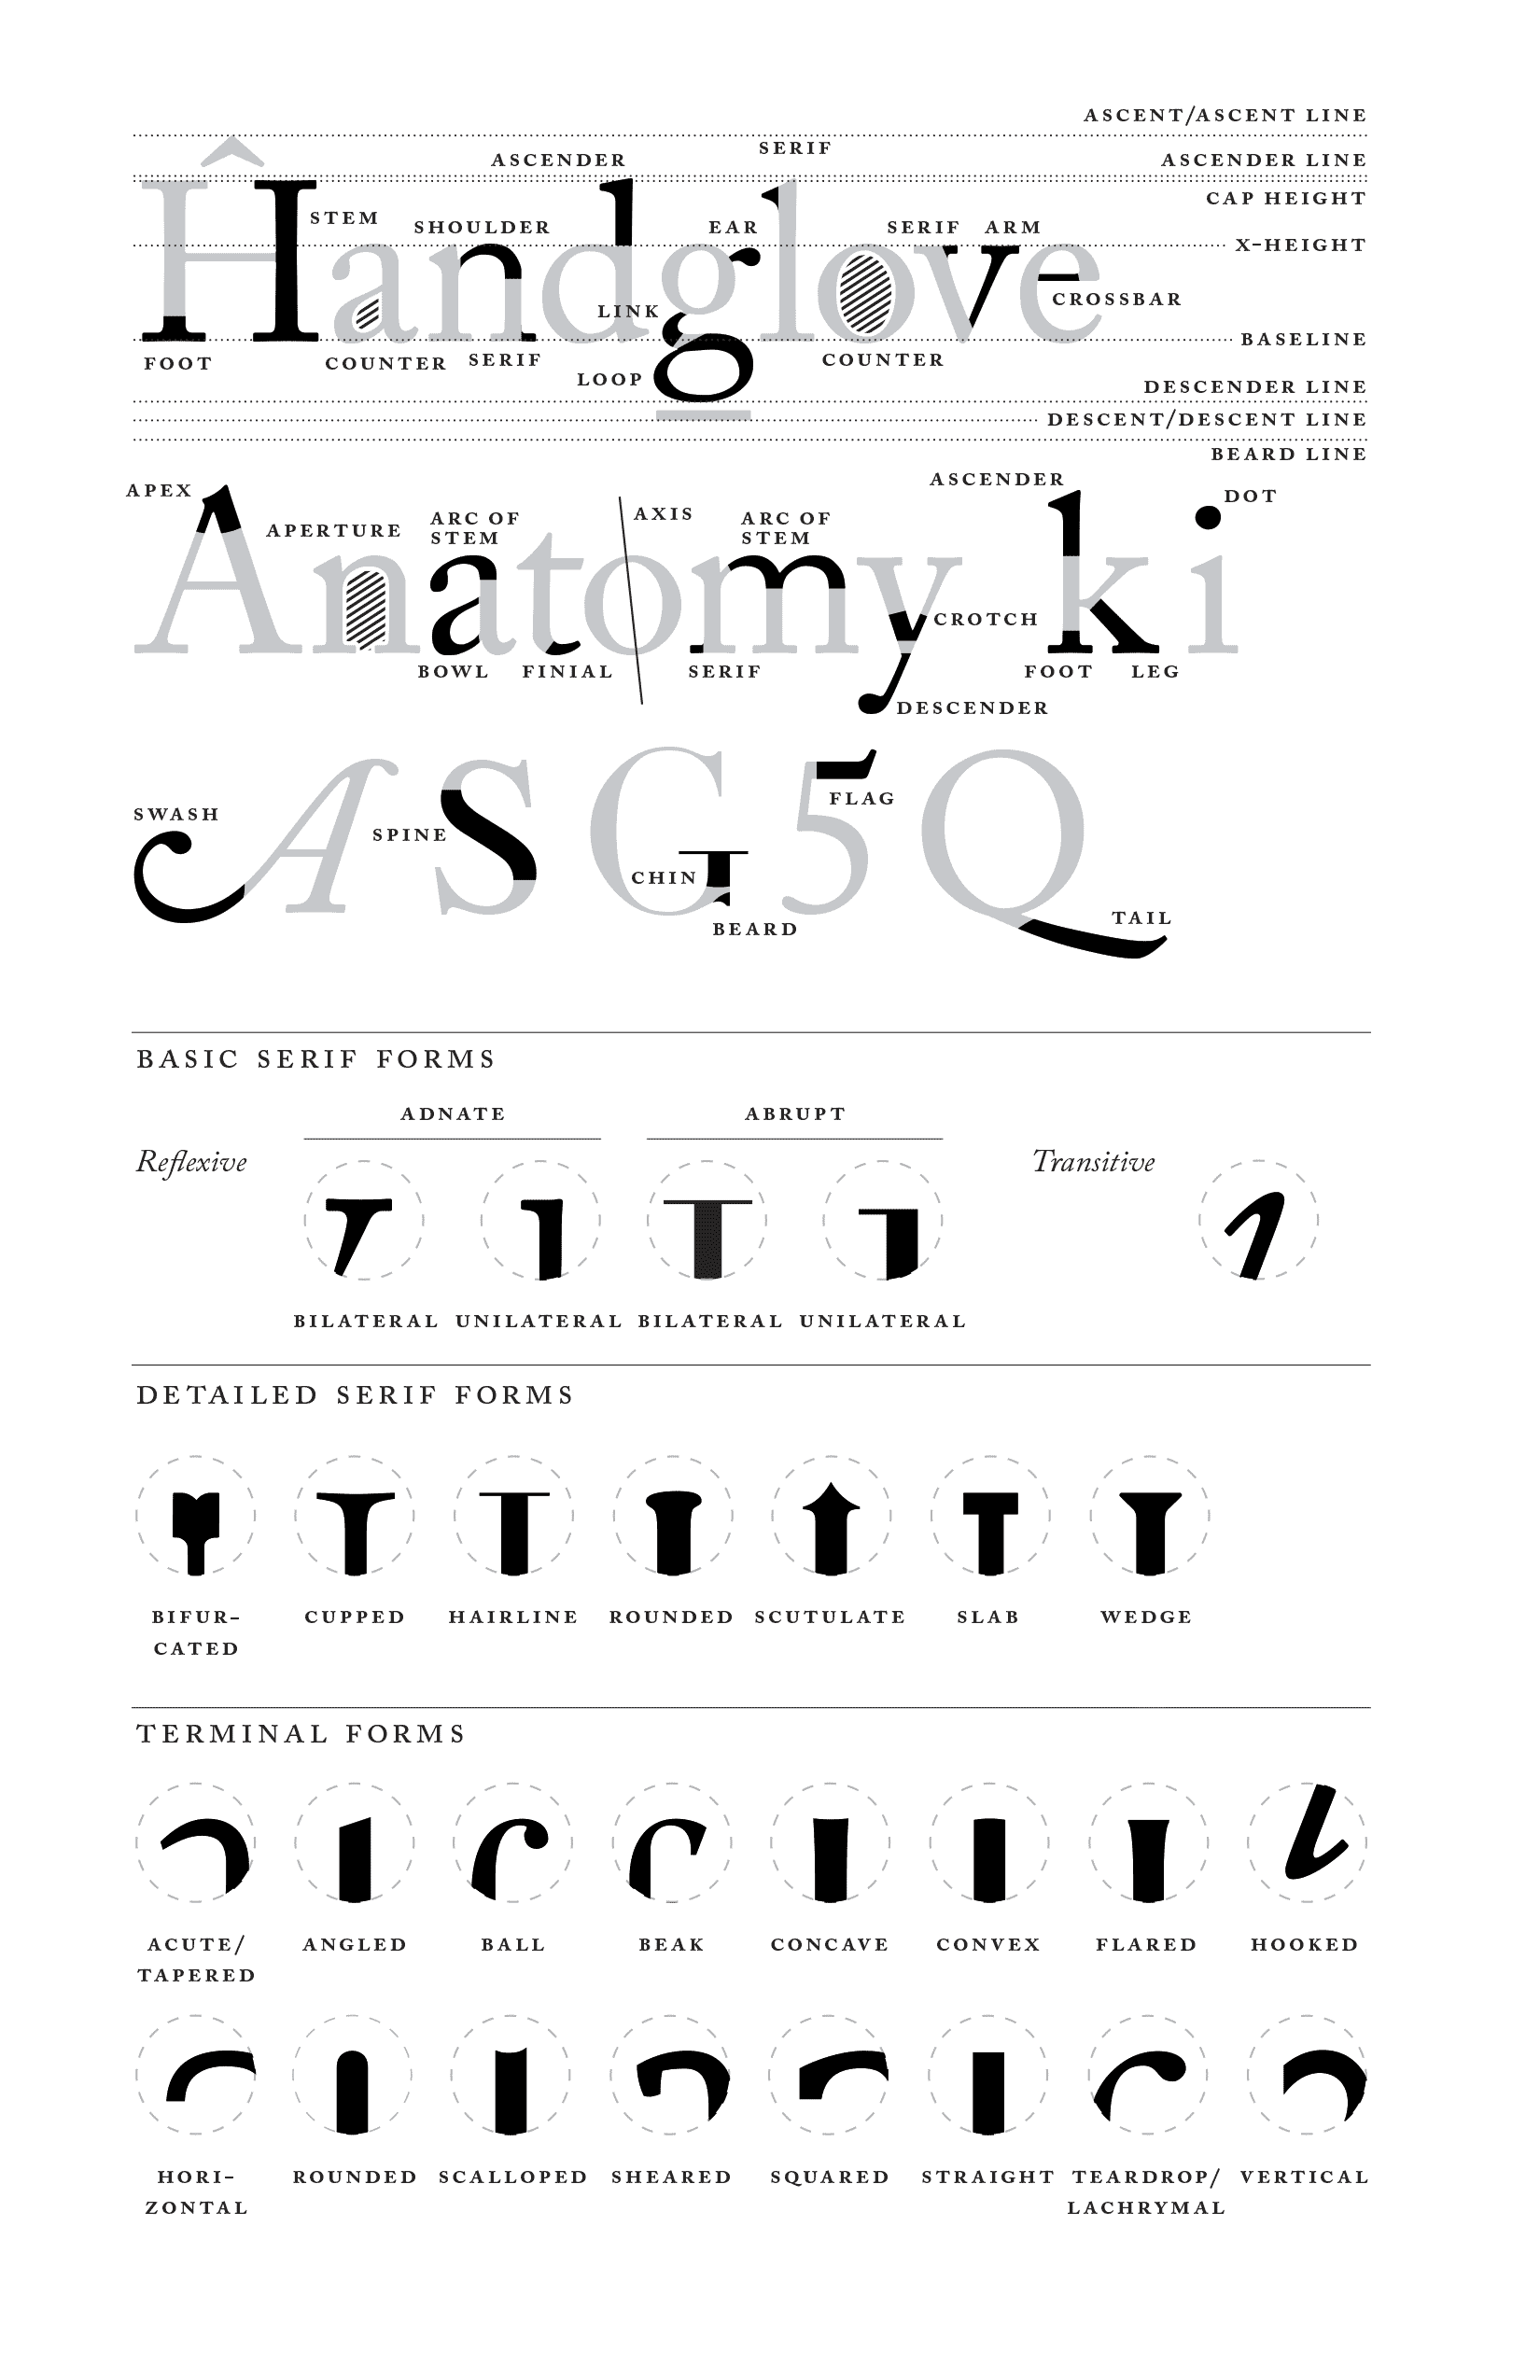 ASCENT/ASCENT LINE
SERIF
ASCENDER
ASCENDER LINE
CAP HEIGHT
STEM
SHOULDER
EAR
SERIF
ARM
X-HEIGHT
Ĥandglove
LINK
CROSSBAR
BASELINE
FOOT
COUNTER
SERIF
COUNTER
LOOP
DESCENDER LINE
DESCENT/DESCENT LINE
BEARD LINE
APEX
ASCENDER
DOT
APERTURE
ARC OF
STEM
AXIS
ARC OF
STEM
Anatomy ki
CROTCH
BOWL
FINIAL
SERIF
FOOT
LEG
DESCENDER
A S G 5 Q
SWASH
SPINE
FLAG
CHIN
BEARD
TAIL
BASIC SERIF FORMS
ADNATE
ABRUPT
Reflexive
Transitive
BILATERAL
UNILATERAL
BILATERAL
UNILATERAL
DETAILED SERIF FORMS
BIFUR-
CATED
CUPPED
HAIRLINE
ROUNDED
SCUTULATE
SLAB
WEDGE
TERMINAL FORMS
ACUTE/
TAPERED
ANGLED
BALL
BEAK
CONCAVE
CONVEX
FLARED
HOOKED
HORI-
ZONTAL
ROUNDED
SCALLOPED
SHEARED
SQUARED
STRAIGHT
TEARDROP/
LACHRYMAL
VERTICAL